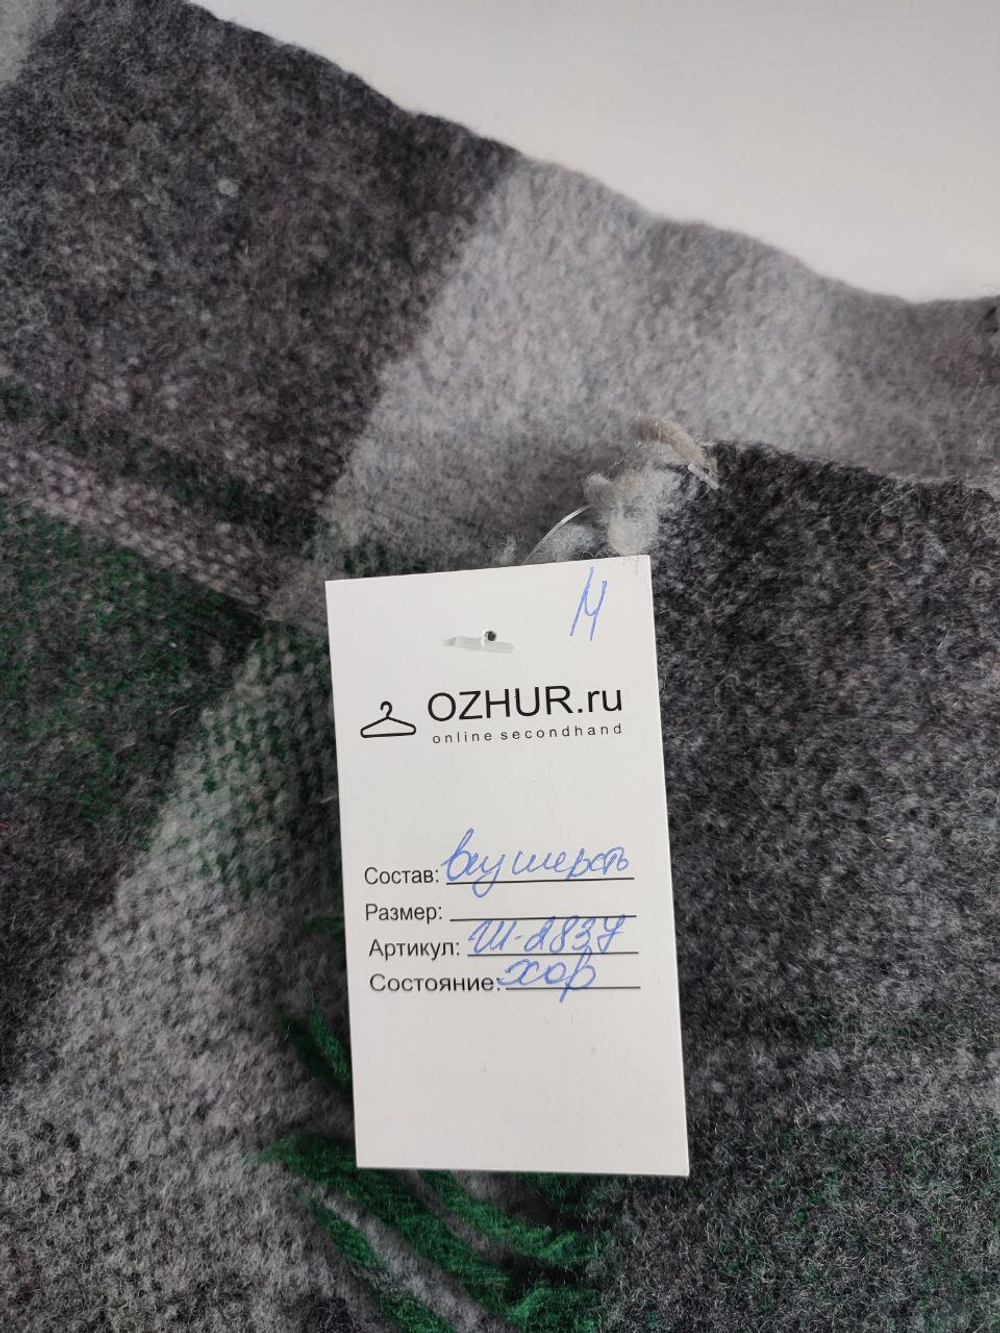 М
OZHUR.ru
online secondhand
Состав: шерсть
Размер:
Артикул: Ш-2837
Состояние: хор